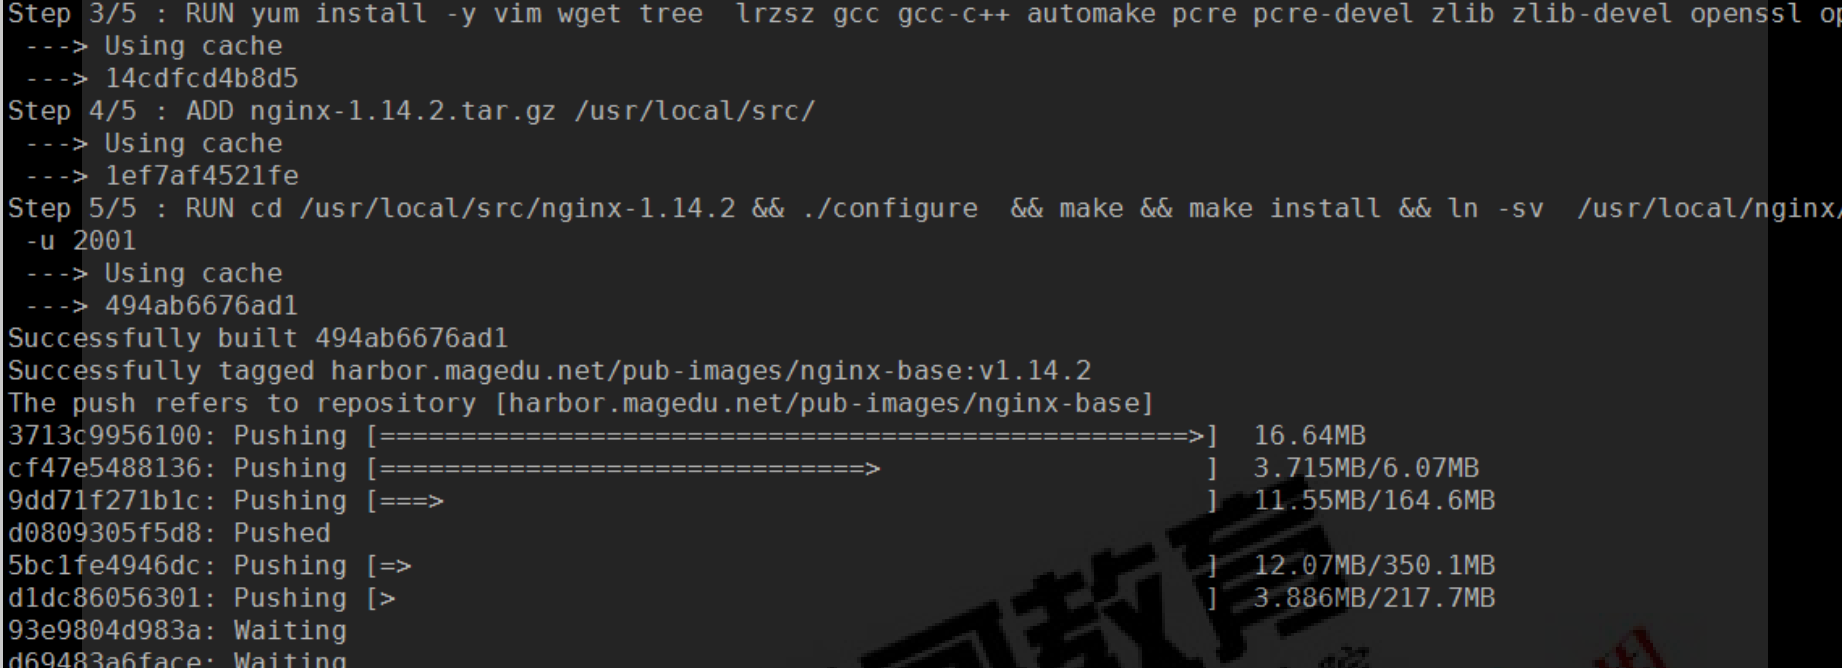 Step 3/5 : RUN yum install -y vim wget tree  lrzsz gcc gcc-c++ automake pcre pcre-devel zlib zlib-devel openssl op
 ---> Using cache
 ---> 14cdfcd4b8d5
Step 4/5 : ADD nginx-1.14.2.tar.gz /usr/local/src/
 ---> Using cache
 ---> 1ef7af4521fe
Step 5/5 : RUN cd /usr/local/src/nginx-1.14.2 && ./configure  && make && make install && ln -sv  /usr/local/nginx/
 -u 2001
 ---> Using cache
 ---> 494ab6676ad1
Successfully built 494ab6676ad1
Successfully tagged harbor.magedu.net/pub-images/nginx-base:v1.14.2
The push refers to repository [harbor.magedu.net/pub-images/nginx-base]
3713c9956100: Pushing [==================================================>]  16.64MB
cf47e5488136: Pushing [==============================>                    ]  3.715MB/6.07MB
9dd71f271b1c: Pushing [===>                                               ]  11.55MB/164.6MB
d0809305f5d8: Pushed
5bc1fe4946dc: Pushing [=>                                                 ]  12.07MB/350.1MB
d1dc86056301: Pushing [>                                                  ]  3.886MB/217.7MB
93e9804d983a: Waiting
d69483a6face: Waiting
教育